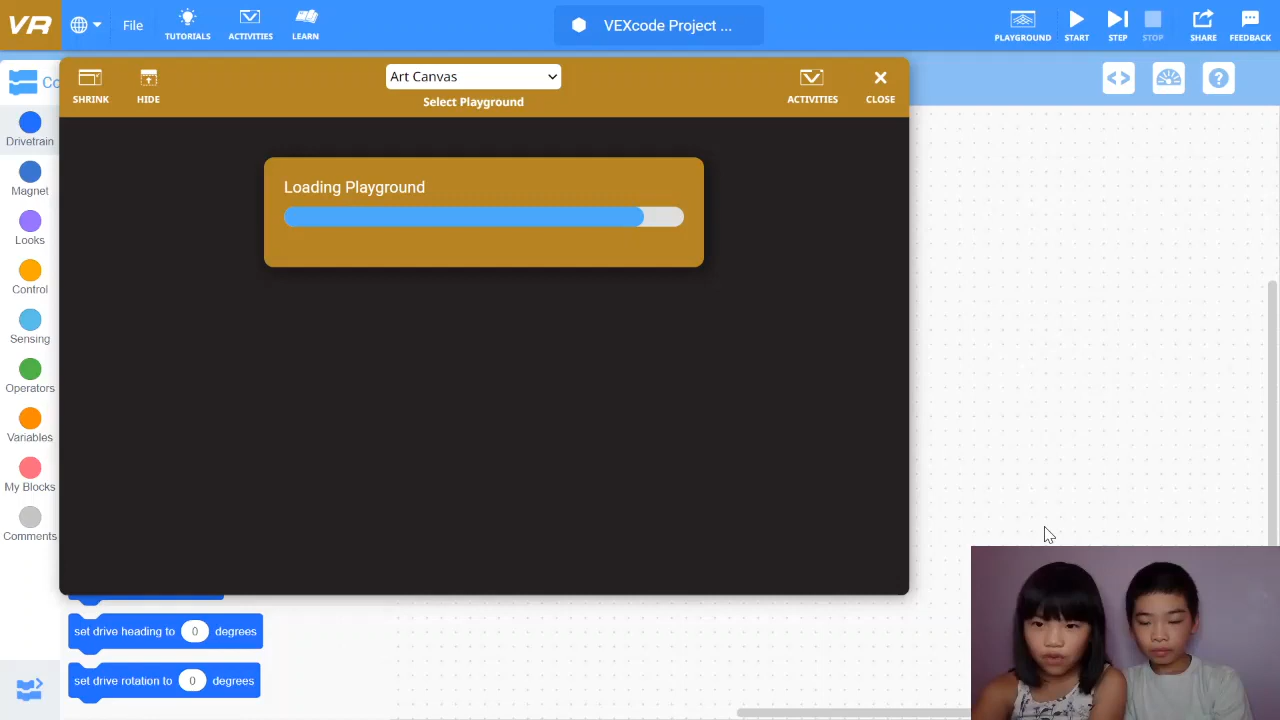 VR
File
TUTORIALS
ACTIVITIES
LEARN
VEXcode Project ...
PLAYGROUND
START
STEP
STOP
SHARE
FEEDBACK
Co
SHRINK
HIDE
Art Canvas
Select Playground
ACTIVITIES
CLOSE
Loading Playground
Drivetrain
Magnet
Looks
Control
Sensing
Operators
Variables
My Blocks
Comments
set drive heading to 0 degrees
set drive rotation to 0 degrees